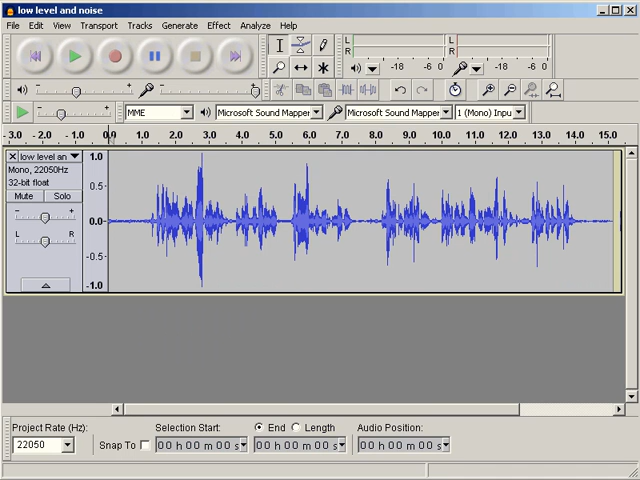 low level and noise
File Edit View Transport Tracks Generate Effect Analyze Help
L
R
-18 -6 0 -18 -6 0
MME Microsoft Sound Mapper Microsoft Sound Mapper 1 (Mono) Inpu
- 3.0 - 2.0 - 1.0 0.0 1.0 2.0 3.0 4.0 5.0 6.0 7.0 8.0 9.0 10.0 11.0 12.0 13.0 14.0 15.0
low level an
Mono, 22050Hz
32-bit float
Mute Solo
- +
L R
1.0
0.5-
0.0-
-0.5-
-1.0
Project Rate (Hz): Selection Start: End Length Audio Position:
22050 Snap To 00 h 00 m 00 s 00 h 00 m 00 s 00 h 00 m 00 s